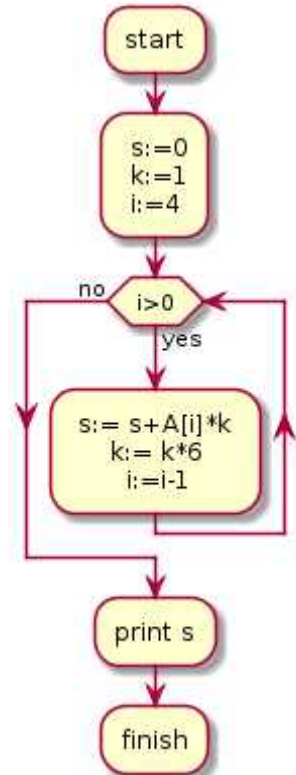 start
s:=0
k:=1
i:=4
no
i>0
yes
s:= s+A[i]*k
k:= k*6
i:=i-1
print s
finish